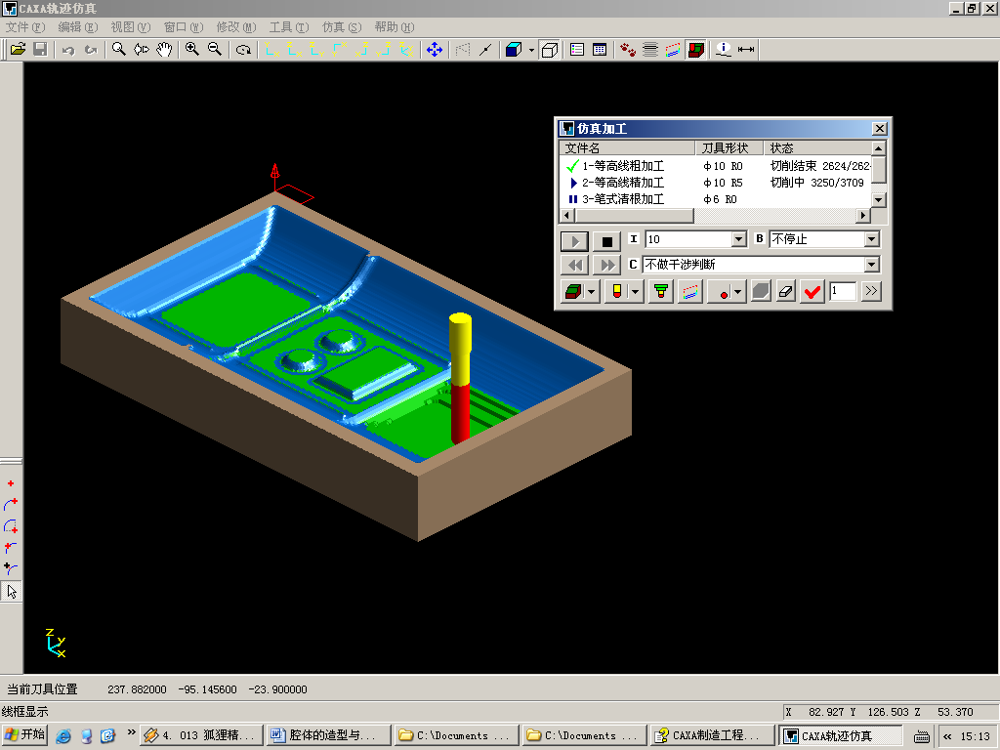 CAXA轨迹仿真
文件(F) 编辑(E) 视图(V) 窗口(W) 修改(M) 工具(T) 仿真(S) 帮助(H)
仿真加工
文件名 刀具形状 状态
1-等高线粗加工 φ10 R0 切削结束 2624/262
2-等高线精加工 φ10 R5 切削中 3250/3709
3-笔式清根加工 φ6 R0
I 10 B 不停止
C 不做干涉判断
1 >>
Z
Y
X
当前刀具位置 237.882000 -95.145600 -23.900000
线框显示
X 82.927 Y 126.503 Z 53.370
开始 » 4. 013 狐狸精... 腔体的造型与... C:\Documents ... C:\Documents ... CAXA制造工程... CAXA轨迹仿真 « 15:13